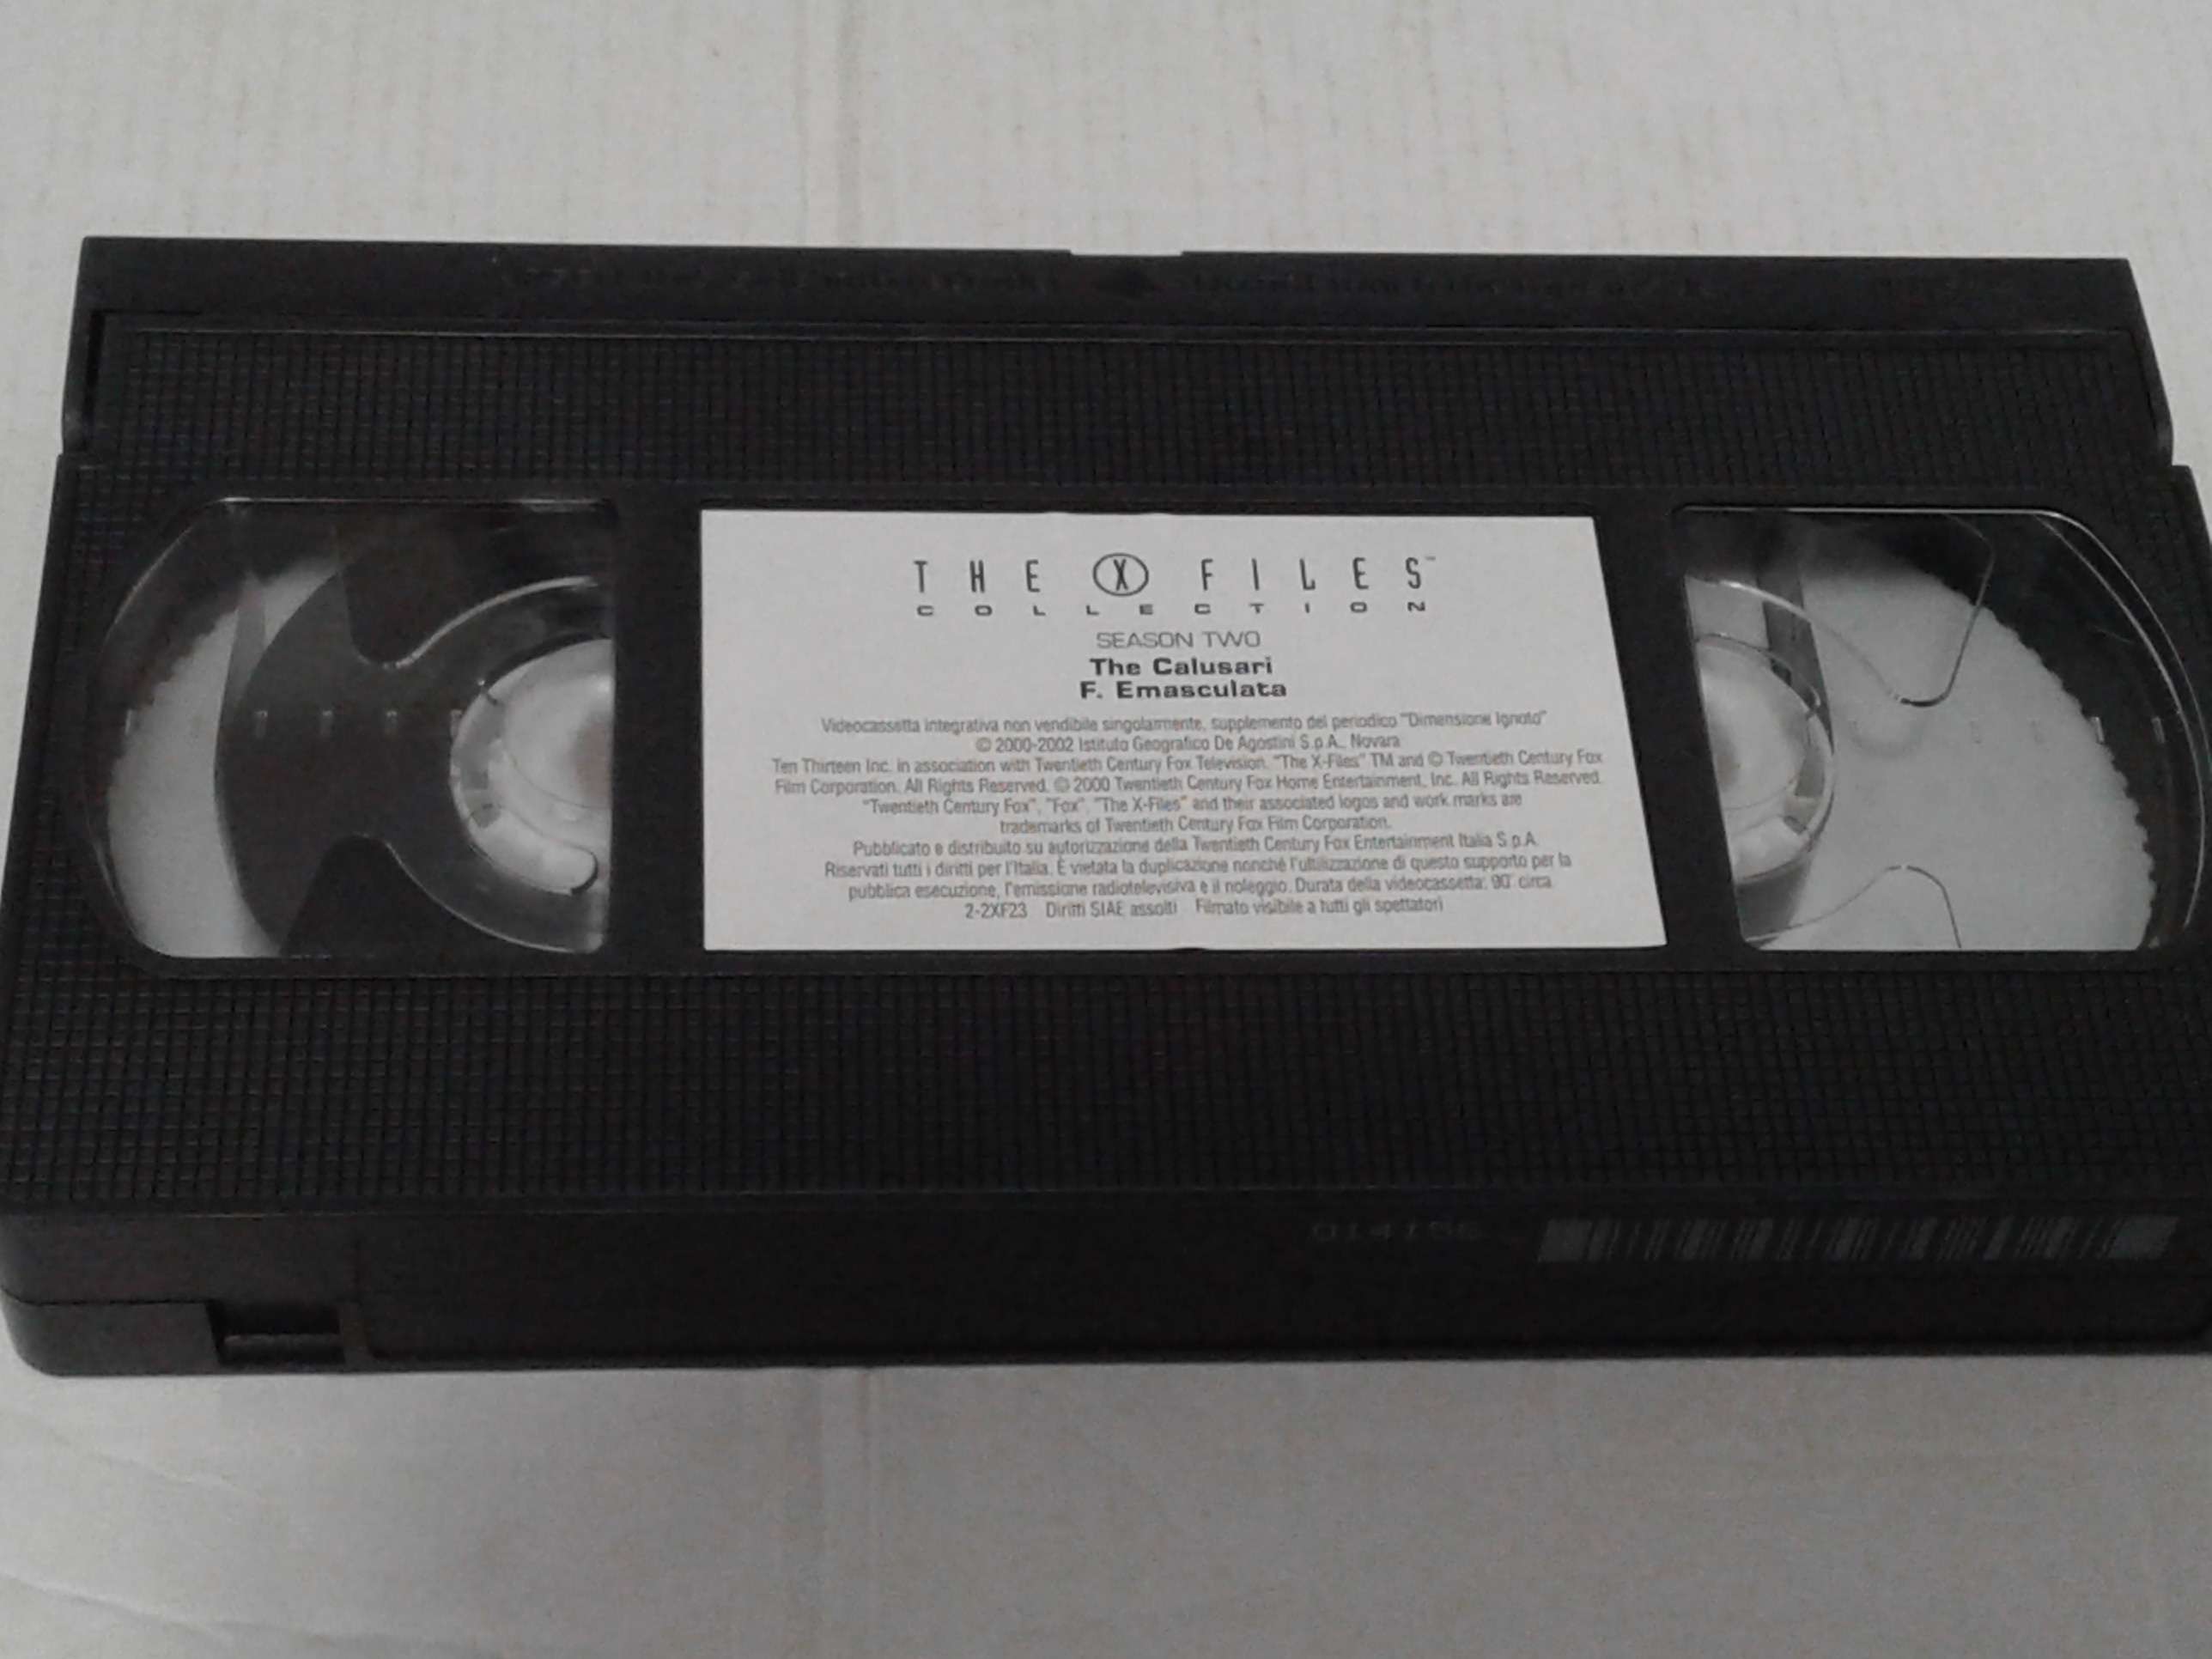 THE X FILES™
COLLECTION
SEASON TWO
The Calusari
F. Emasculata
Videocassetta integrativa non vendibile singolarmente, supplemento del periodico "Dimensione Ignoto"
© 2000-2002 Istituto Geografico De Agostini S.p.A., Novara
Ten Thirteen Inc. in association with Twentieth Century Fox Television. "The X-Files" TM and © Twentieth Century Fox
Film Corporation. All Rights Reserved. © 2000 Twentieth Century Fox Home Entertainment, Inc. All Rights Reserved.
"Twentieth Century Fox", "Fox", "The X-Files" and their associated logos and work marks are
trademarks of Twentieth Century Fox Film Corporation.
Pubblicato e distribuito su autorizzazione della Twentieth Century Fox Entertainment Italia S.p.A.
Riservati tutti i diritti per l'Italia. È vietata la duplicazione nonché l'ultilizzazione di questo supporto per la
pubblica esecuzione, l'emissione radiotelevisiva e il noleggio. Durata della videocassetta: 90' circa
2-2XF23 Diritti SIAE assolti Filmato visibile a tutti gli spettatori